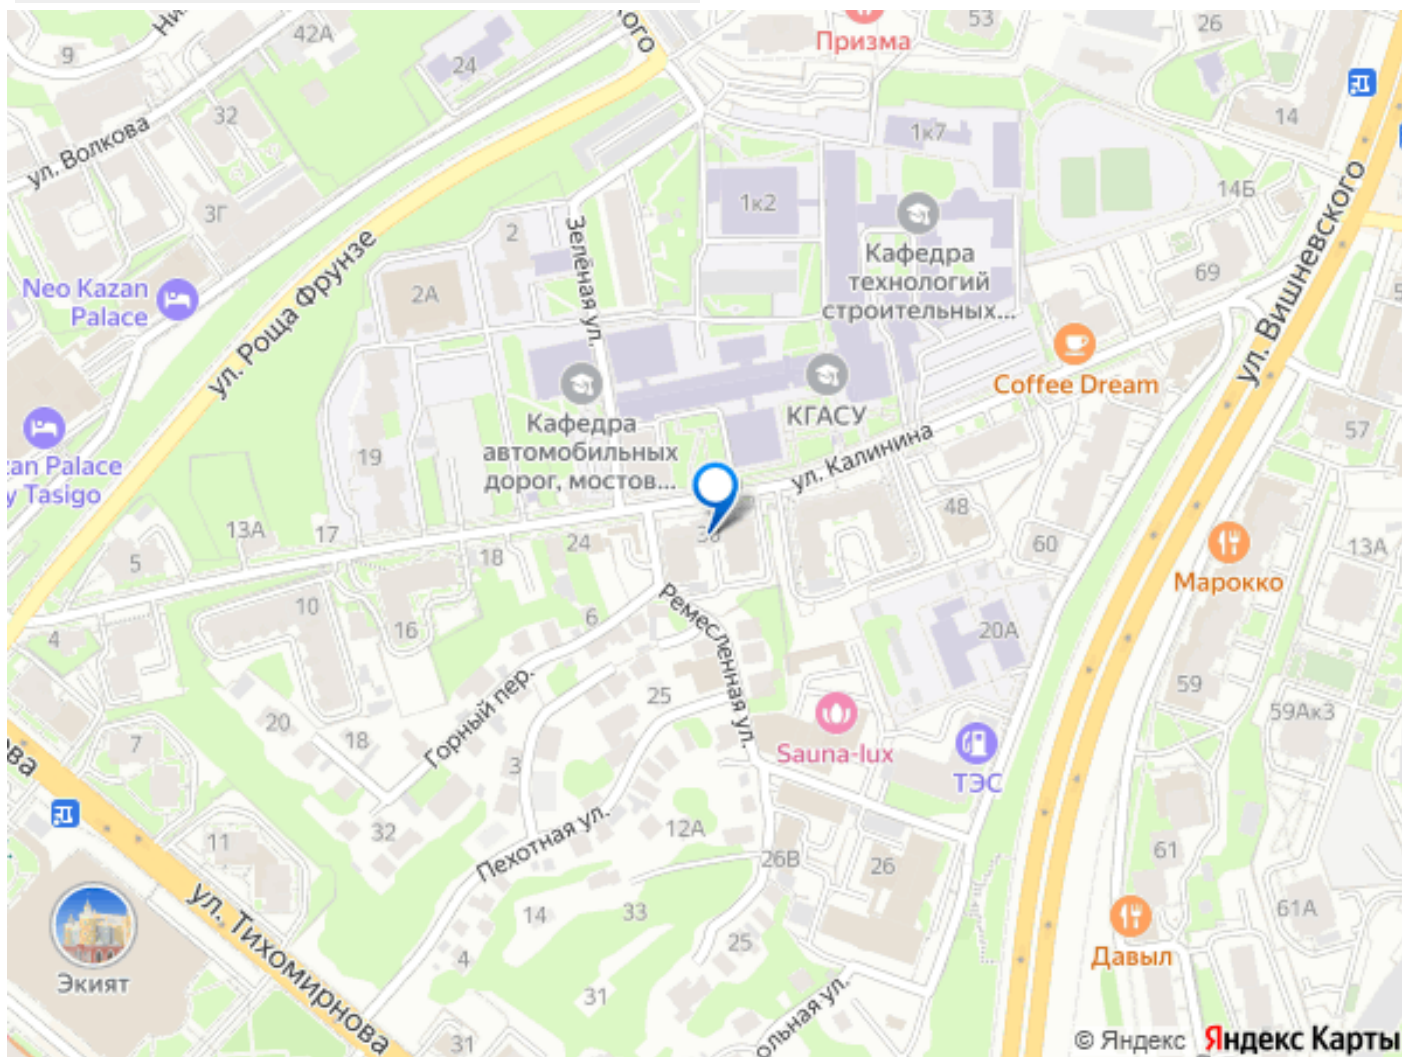 Призма
53
26
42А
9
24
14
32
ул. Волкова
1к7
14Б
3Г
1к2
2
Зелёная ул.
Кафедра
технологий
строительных...
69
ул. Вишневского
Neo Kazan
Palace
2А
ул. Роща Фрунзе
Coffee Dream
КГАСУ
Кафедра
автомобильных
дорог, мостов...
ул. Калинина
57
19
zan Palace
y Tasigo
13А
17
5
18
24
48
60
Марокко
13А
10
16
6
4
Ремесленная ул.
20А
59
59Ак3
25
Горный пер.
20
18
7
3
Sauna-lux
ТЭС
32
11
Пехотная ул.
12А
26В
26
61
ул. Тихомирнова
14
33
25
61А
Давыл
Экият
4
31
31
ольная ул.
© Яндекс Яндекс Карты